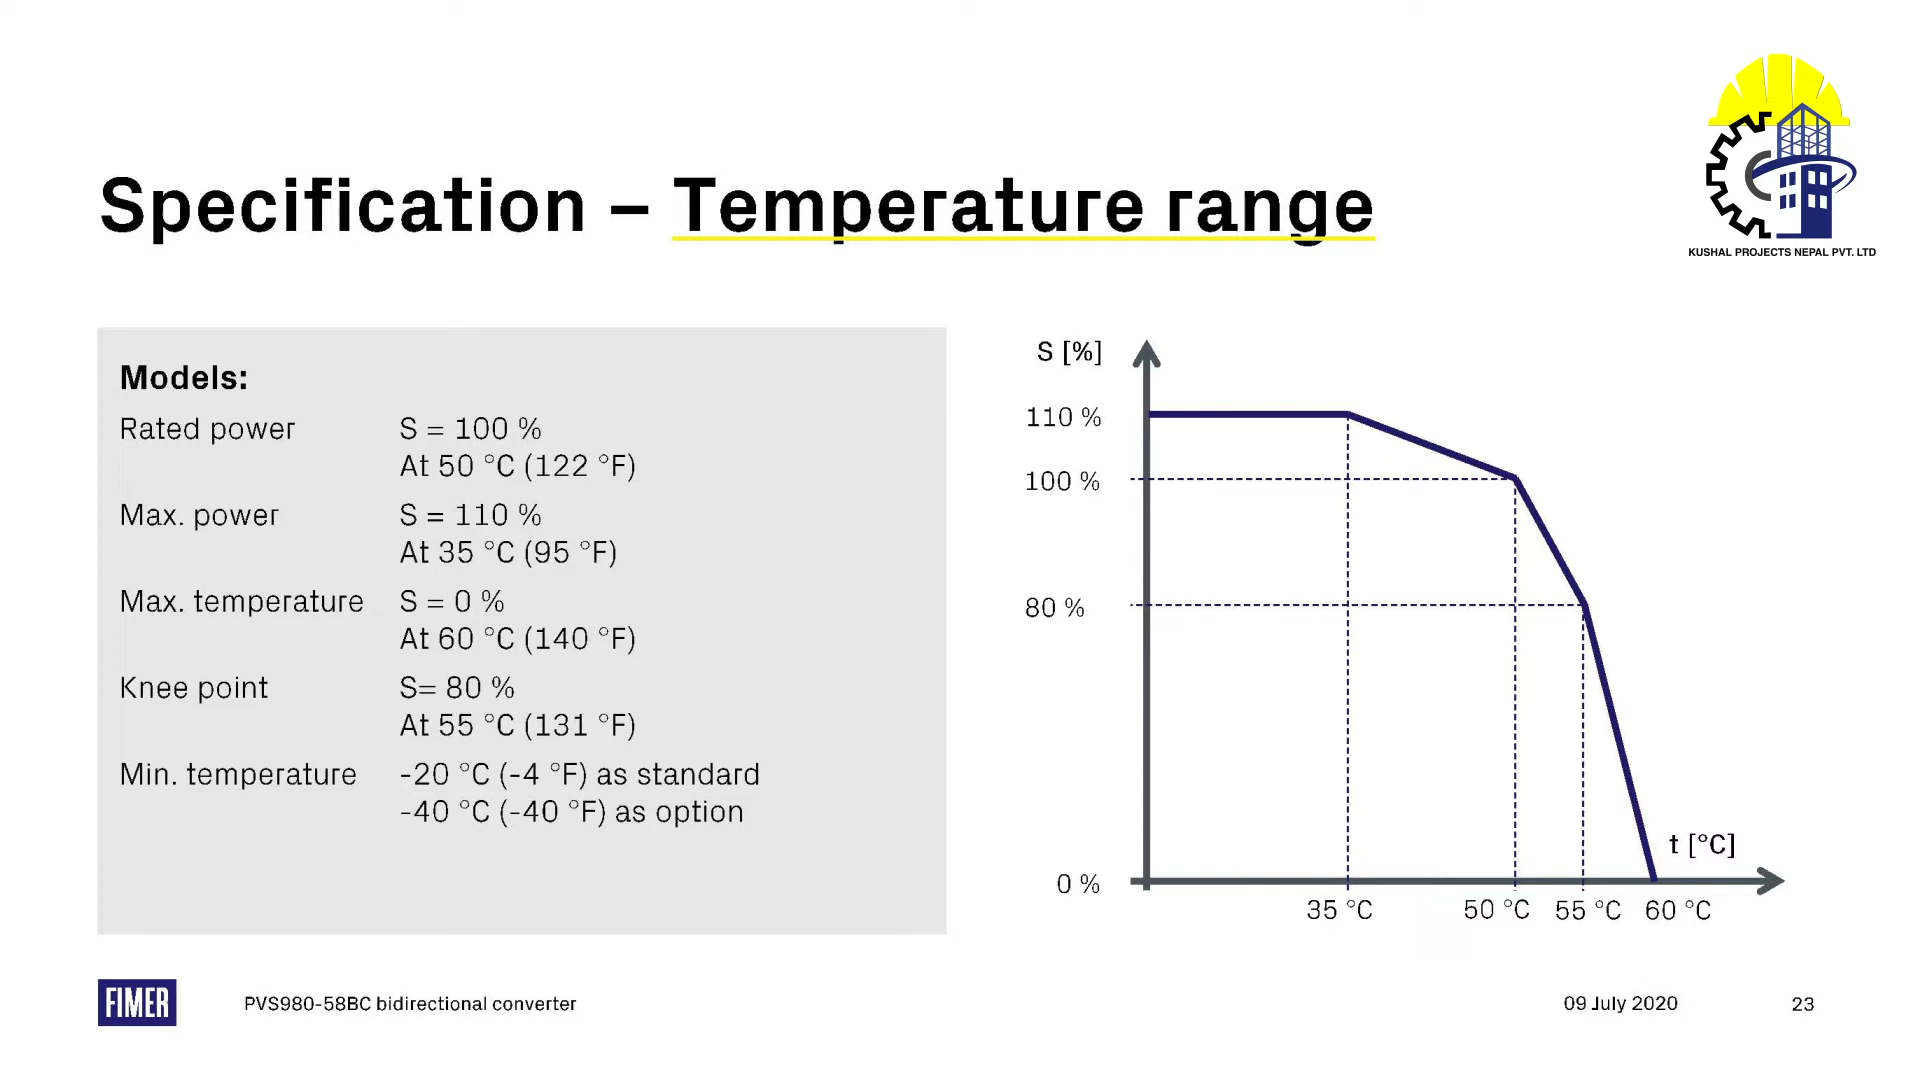 KUSHAL PROJECTS NEPAL PVT. LTD
Specification – Temperature range
Models:
Rated power S = 100 %
At 50 °C (122 °F)
Max. power S = 110 %
At 35 °C (95 °F)
Max. temperature S = 0 %
At 60 °C (140 °F)
Knee point S= 80 %
At 55 °C (131 °F)
Min. temperature -20 °C (-4 °F) as standard
-40 °C (-40 °F) as option
S [%]
110 %
100 %
80 %
0 %
t [°C]
35 °C 50 °C 55 °C 60 °C
FIMER PVS980-58BC bidirectional converter 09 July 2020 23